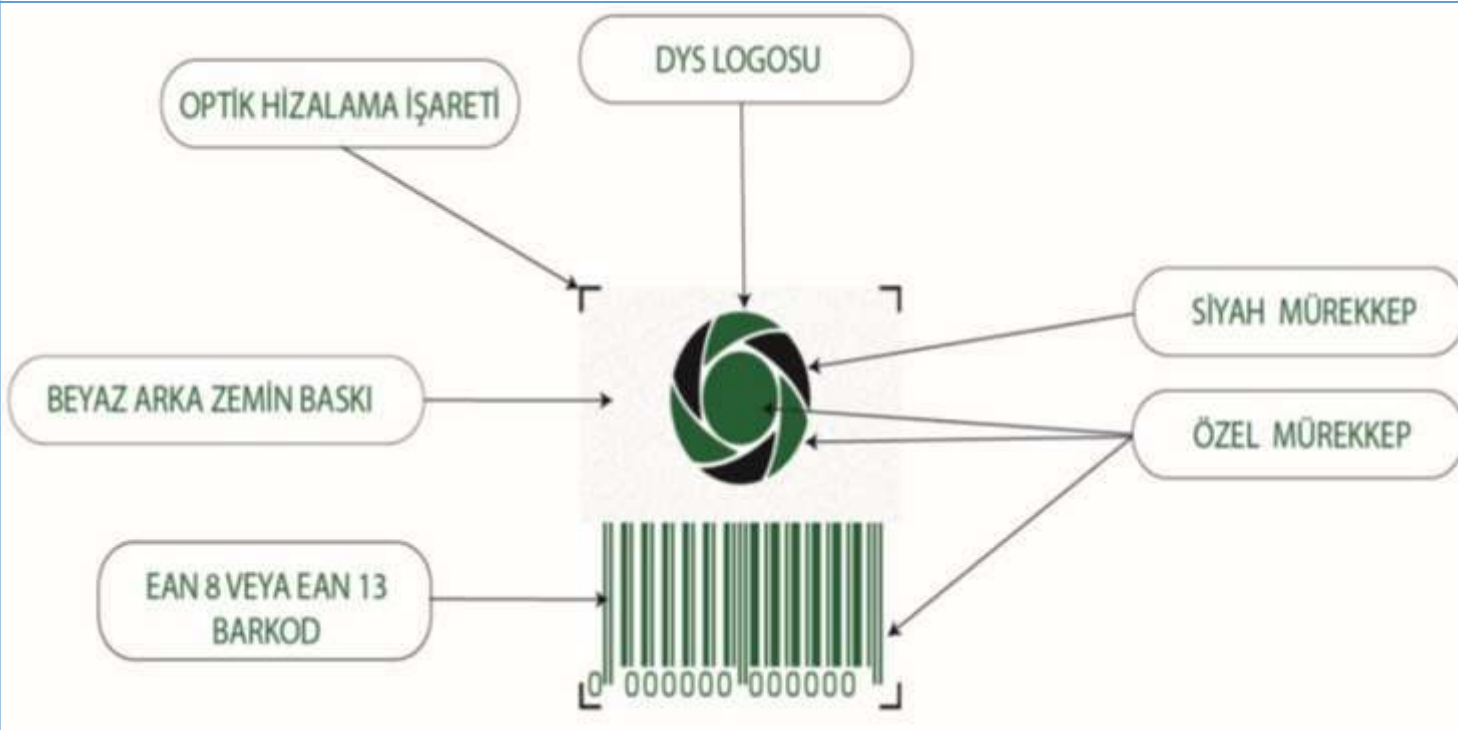 DYS LOGOSU
OPTİK HİZALAMA İŞARETİ
SİYAH MÜREKKEP
BEYAZ ARKA ZEMİN BASKI
ÖZEL MÜREKKEP
EAN 8 VEYA EAN 13
BARKOD
0 000000 000000